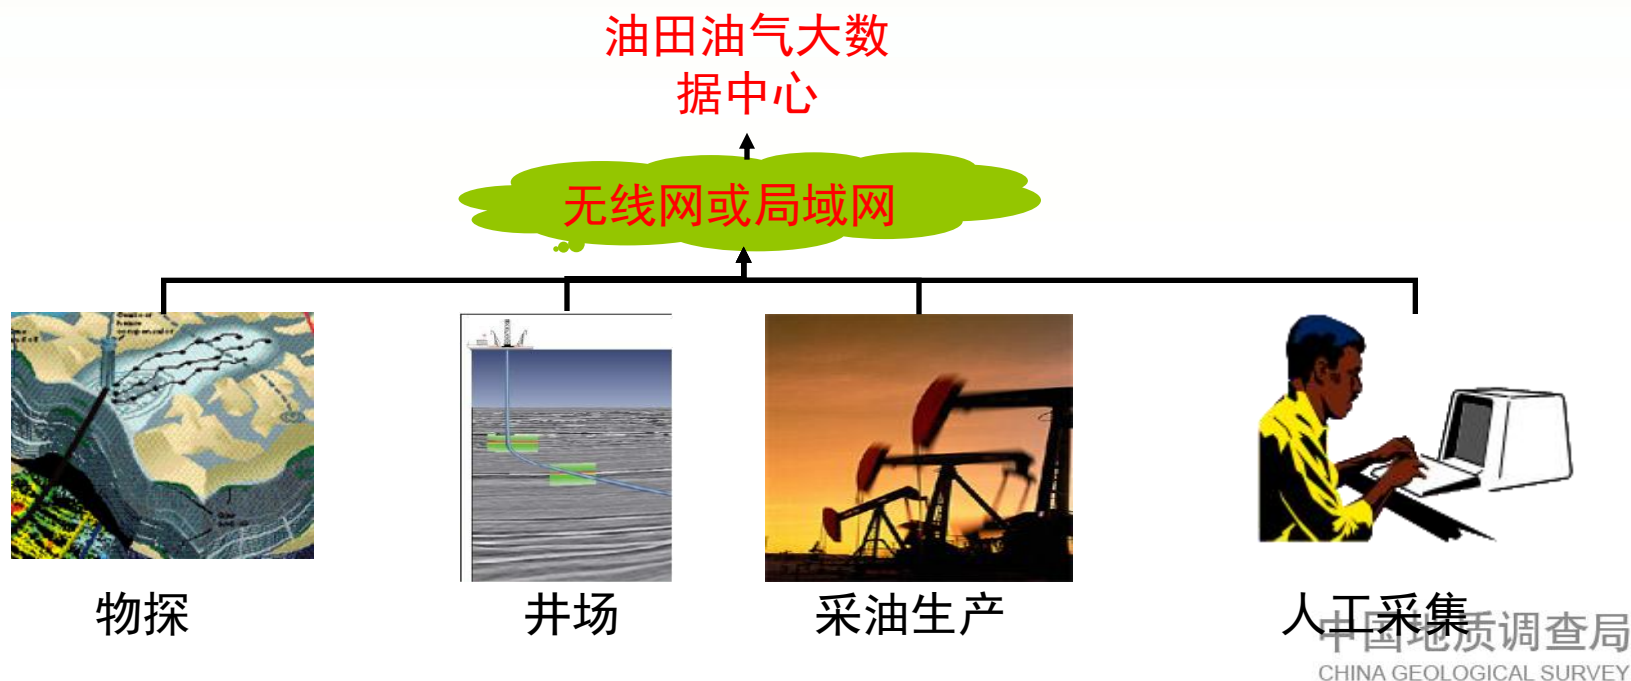 油田油气大数
据中心
无线网或局域网
物探
井场
采油生产
人工采集
中国地质调查局
CHINA GEOLOGICAL SURVEY